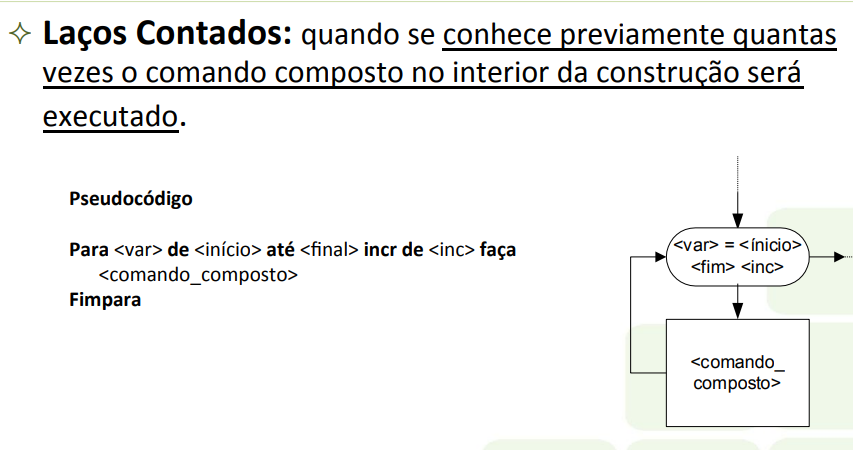 Laços Contados: quando se conhece previamente quantas
vezes o comando composto no interior da construção será
executado.
Pseudocódigo
Para <var> de <início> até <final> incr de <inc> faça
<comando_composto>
Fimpara
<var> = <ínicio>
<fim> <inc>
<comando_
composto>